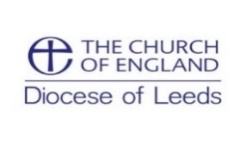 THE CHURCH
OF ENGLAND
Diocese of Leeds